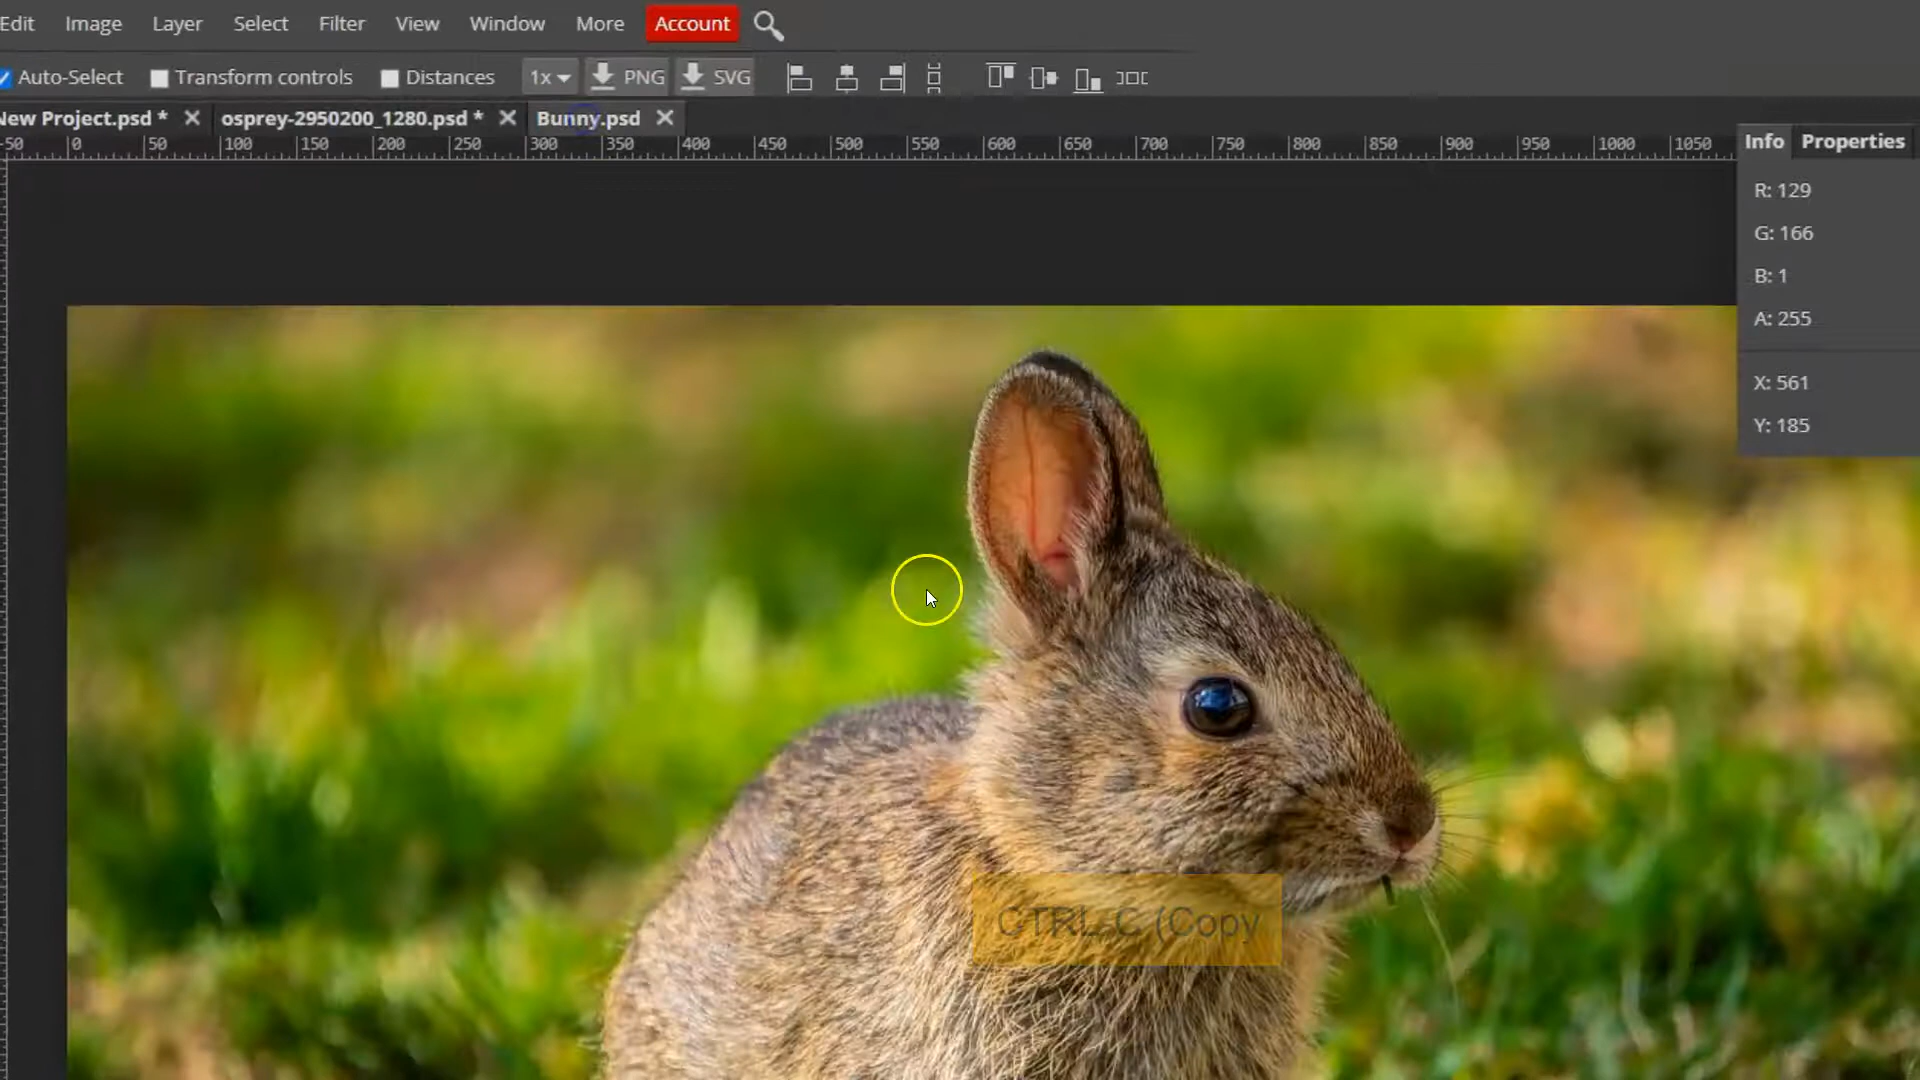 Edit Image Layer Select Filter View Window More Account
Auto-Select Transform controls Distances 1x PNG SVG
New Project.psd * osprey-2950200_1280.psd * Bunny.psd
-50 0 50 100 150 200 250 300 350 400 450 500 550 600 650 700 750 800 850 900 950 1000 1050
Info Properties
R: 129
G: 166
B: 1
A: 255
X: 561
Y: 185
CTRL-C (Copy